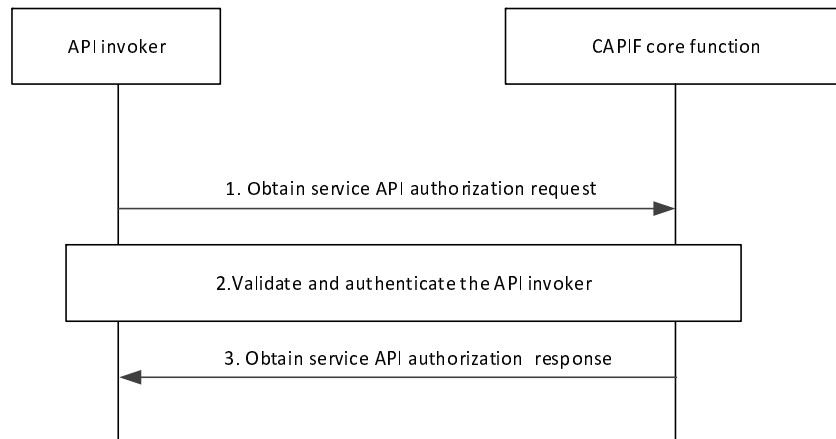 API invoker
CAPIF core function
1. Obtain service API authorization request
2.Validate and authenticate the API invoker
3. Obtain service API authorization response